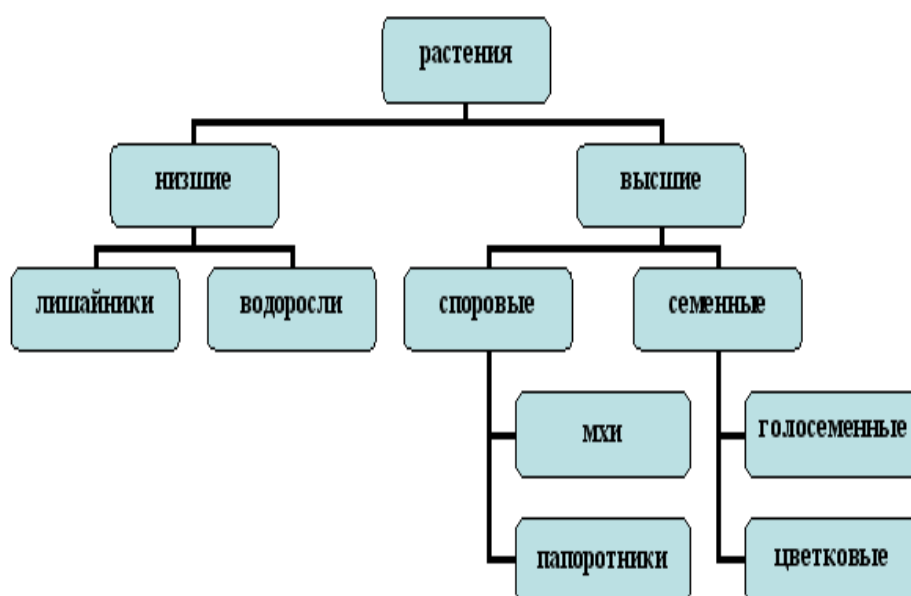 растения
низшие
высшие
лишайники
водоросли
споровые
семенные
мхи
голосеменные
папоротники
цветковые